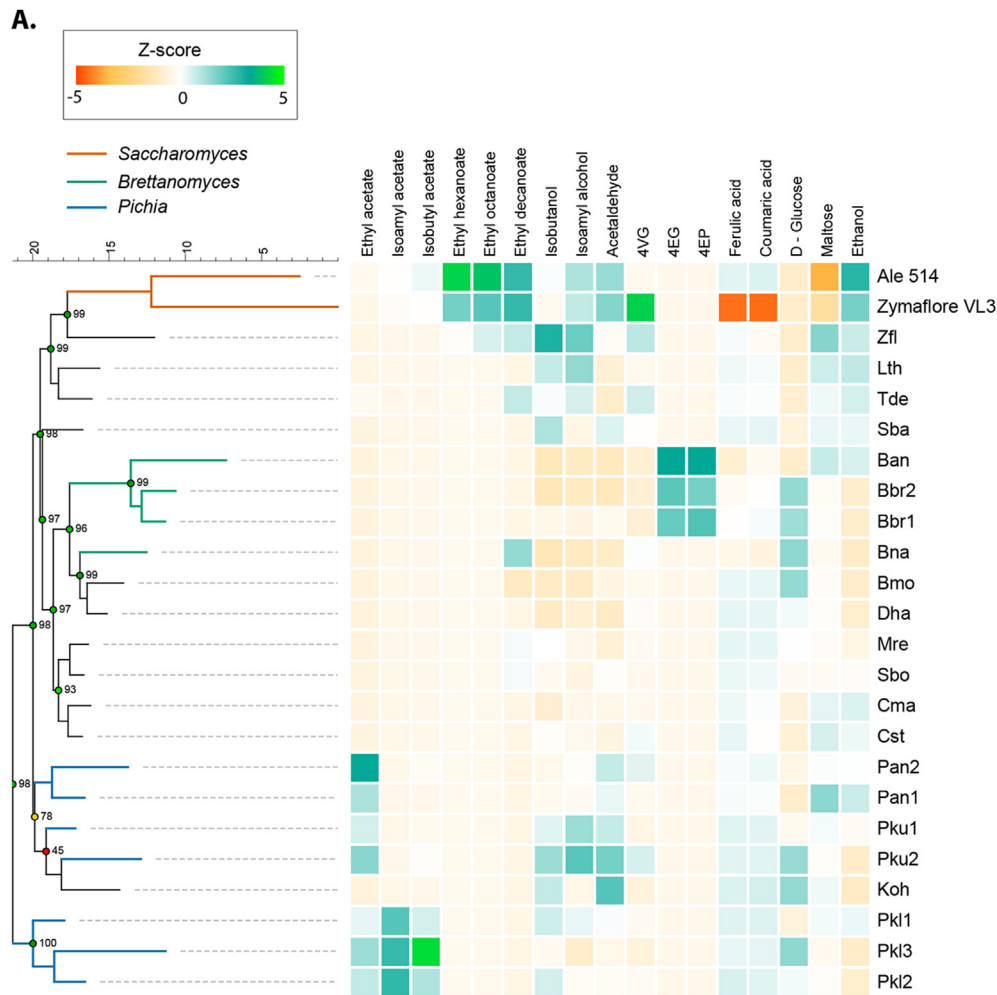 A.
Z-score
-5 0 5
Saccharomyces
Brettanomyces
Pichia
20 15 10 5
Ethyl acetate
Isoamyl acetate
Isobutyl acetate
Ethyl hexanoate
Ethyl octanoate
Ethyl decanoate
Isobutanol
Isoamyl alcohol
Acetaldehyde
4VG
4EG
4EP
Ferulic acid
Coumaric acid
D - Glucose
Maltose
Ethanol
Ale 514
99 Zymaflore VL3
Zfl
99
Lth
Tde
98 Sba
Ban
99 Bbr2
97
96 Bbr1
Bna
99
Bmo
97 Dha
98
Mre
Sbo
93
Cma
Cst
Pan2
98
Pan1
78
Pku1
45
Pku2
Koh
Pkl1
100
Pkl3
Pkl2